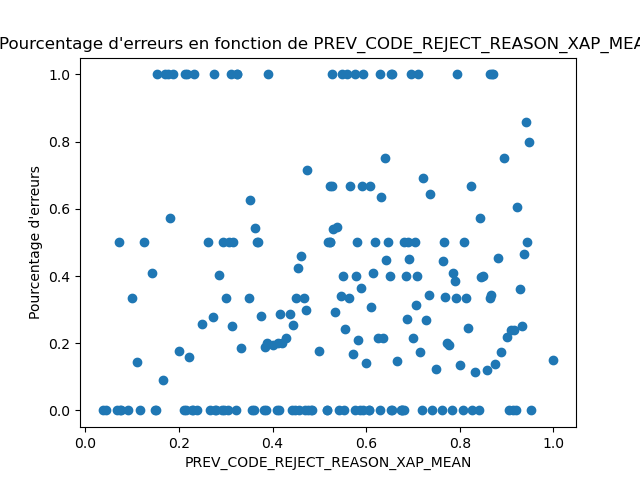 Pourcentage d'erreurs en fonction de PREV_CODE_REJECT_REASON_XAP_MEA
1.0
0.8
0.6
0.4
0.2
0.0
Pourcentage d'erreurs
0.0 0.2 0.4 0.6 0.8 1.0
PREV_CODE_REJECT_REASON_XAP_MEAN